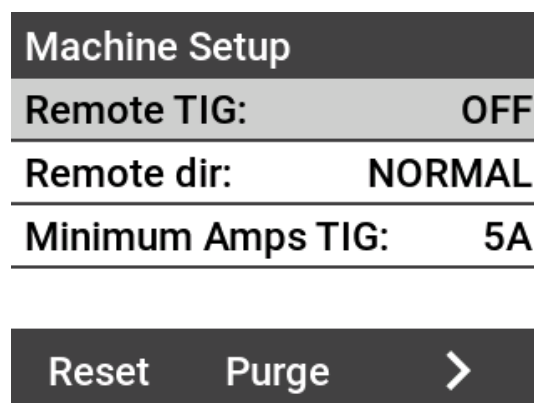 Machine Setup
Remote TIG: OFF
Remote dir: NORMAL
Minimum Amps TIG: 5A
Reset Purge >